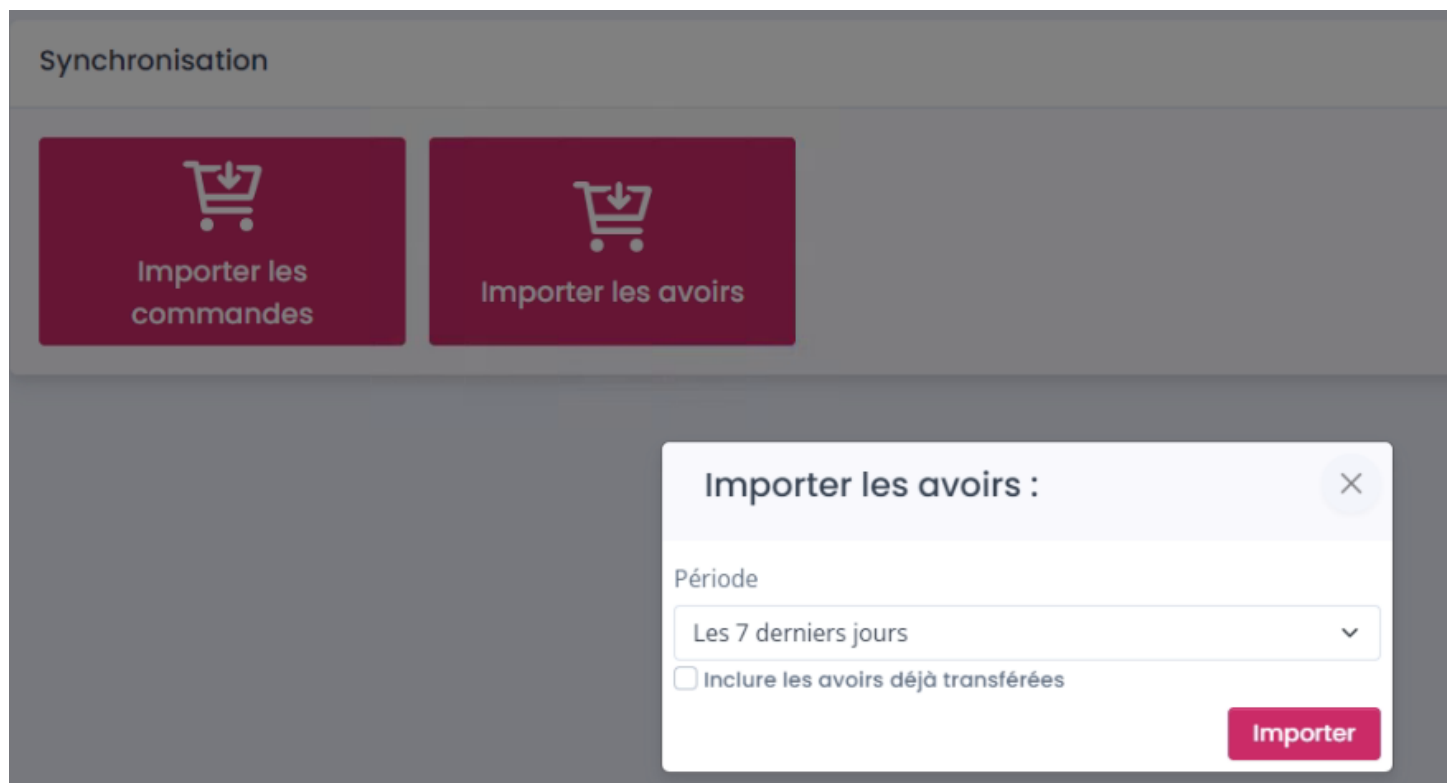 Synchronisation
Importer les
commandes
Importer les avoirs
Importer les avoirs :
Période
Les 7 derniers jours
Inclure les avoirs déjà transférées
Importer